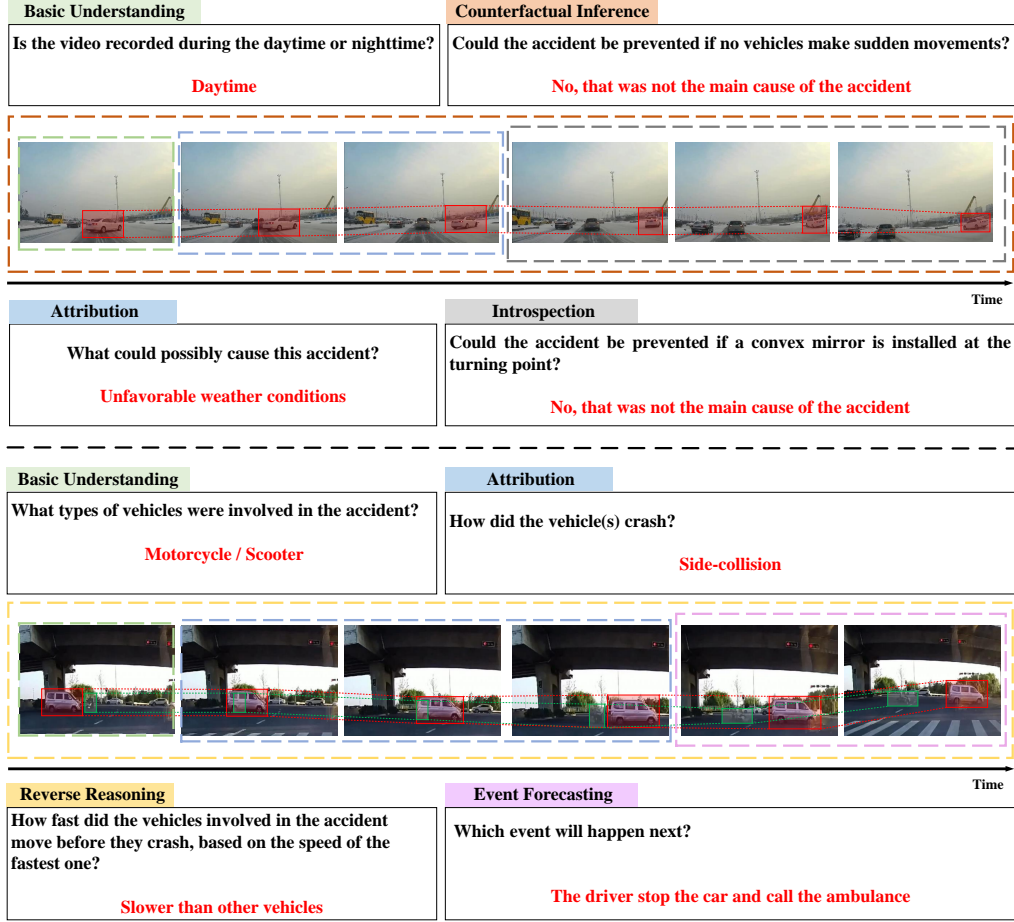 Basic Understanding
Is the video recorded during the daytime or nighttime?
Daytime
Counterfactual Inference
Could the accident be prevented if no vehicles make sudden movements?
No, that was not the main cause of the accident
Time
Attribution
What could possibly cause this accident?
Unfavorable weather conditions
Introspection
Could the accident be prevented if a convex mirror is installed at the
turning point?
No, that was not the main cause of the accident
Basic Understanding
What types of vehicles were involved in the accident?
Motorcycle / Scooter
Attribution
How did the vehicle(s) crash?
Side-collision
Time
Reverse Reasoning
How fast did the vehicles involved in the accident
move before they crash, based on the speed of the
fastest one?
Slower than other vehicles
Event Forecasting
Which event will happen next?
The driver stop the car and call the ambulance